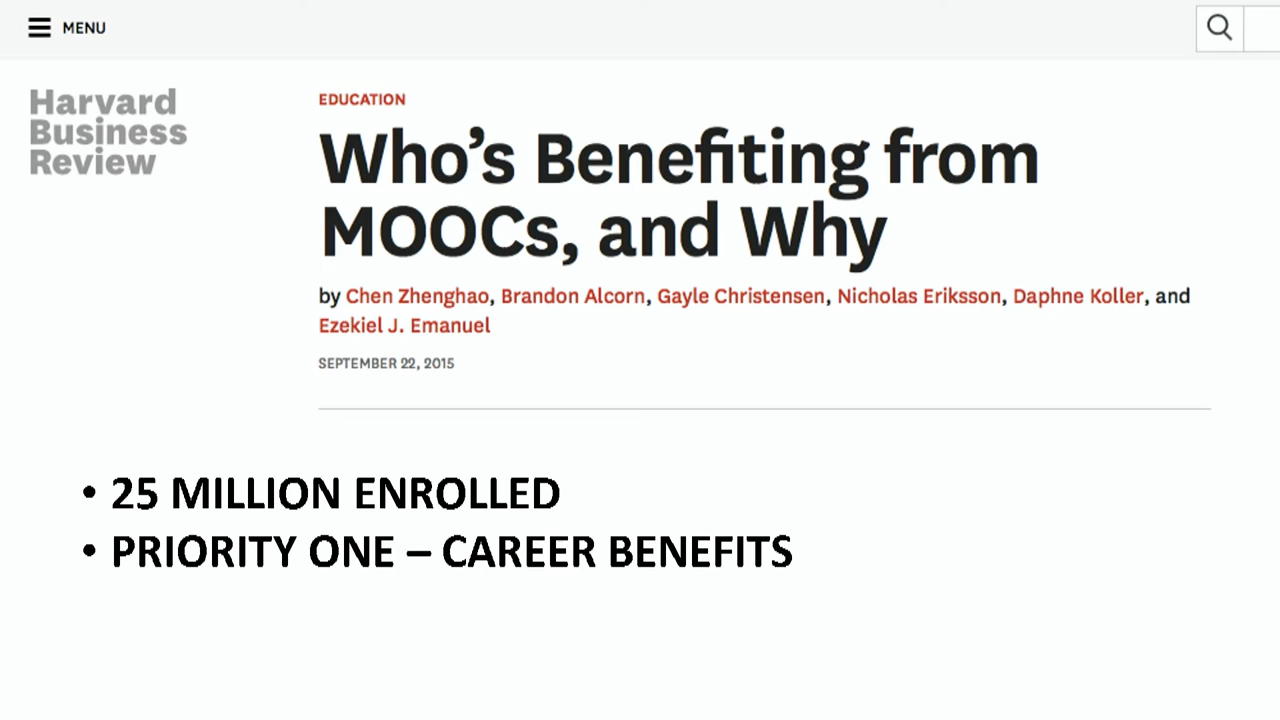 MENU
Harvard
Business
Review
EDUCATION
Who's Benefiting from
MOOCs, and Why
by Chen Zhenghao, Brandon Alcorn, Gayle Christensen, Nicholas Eriksson, Daphne Koller, and
Ezekiel J. Emanuel
SEPTEMBER 22, 2015
• 25 MILLION ENROLLED
• PRIORITY ONE – CAREER BENEFITS